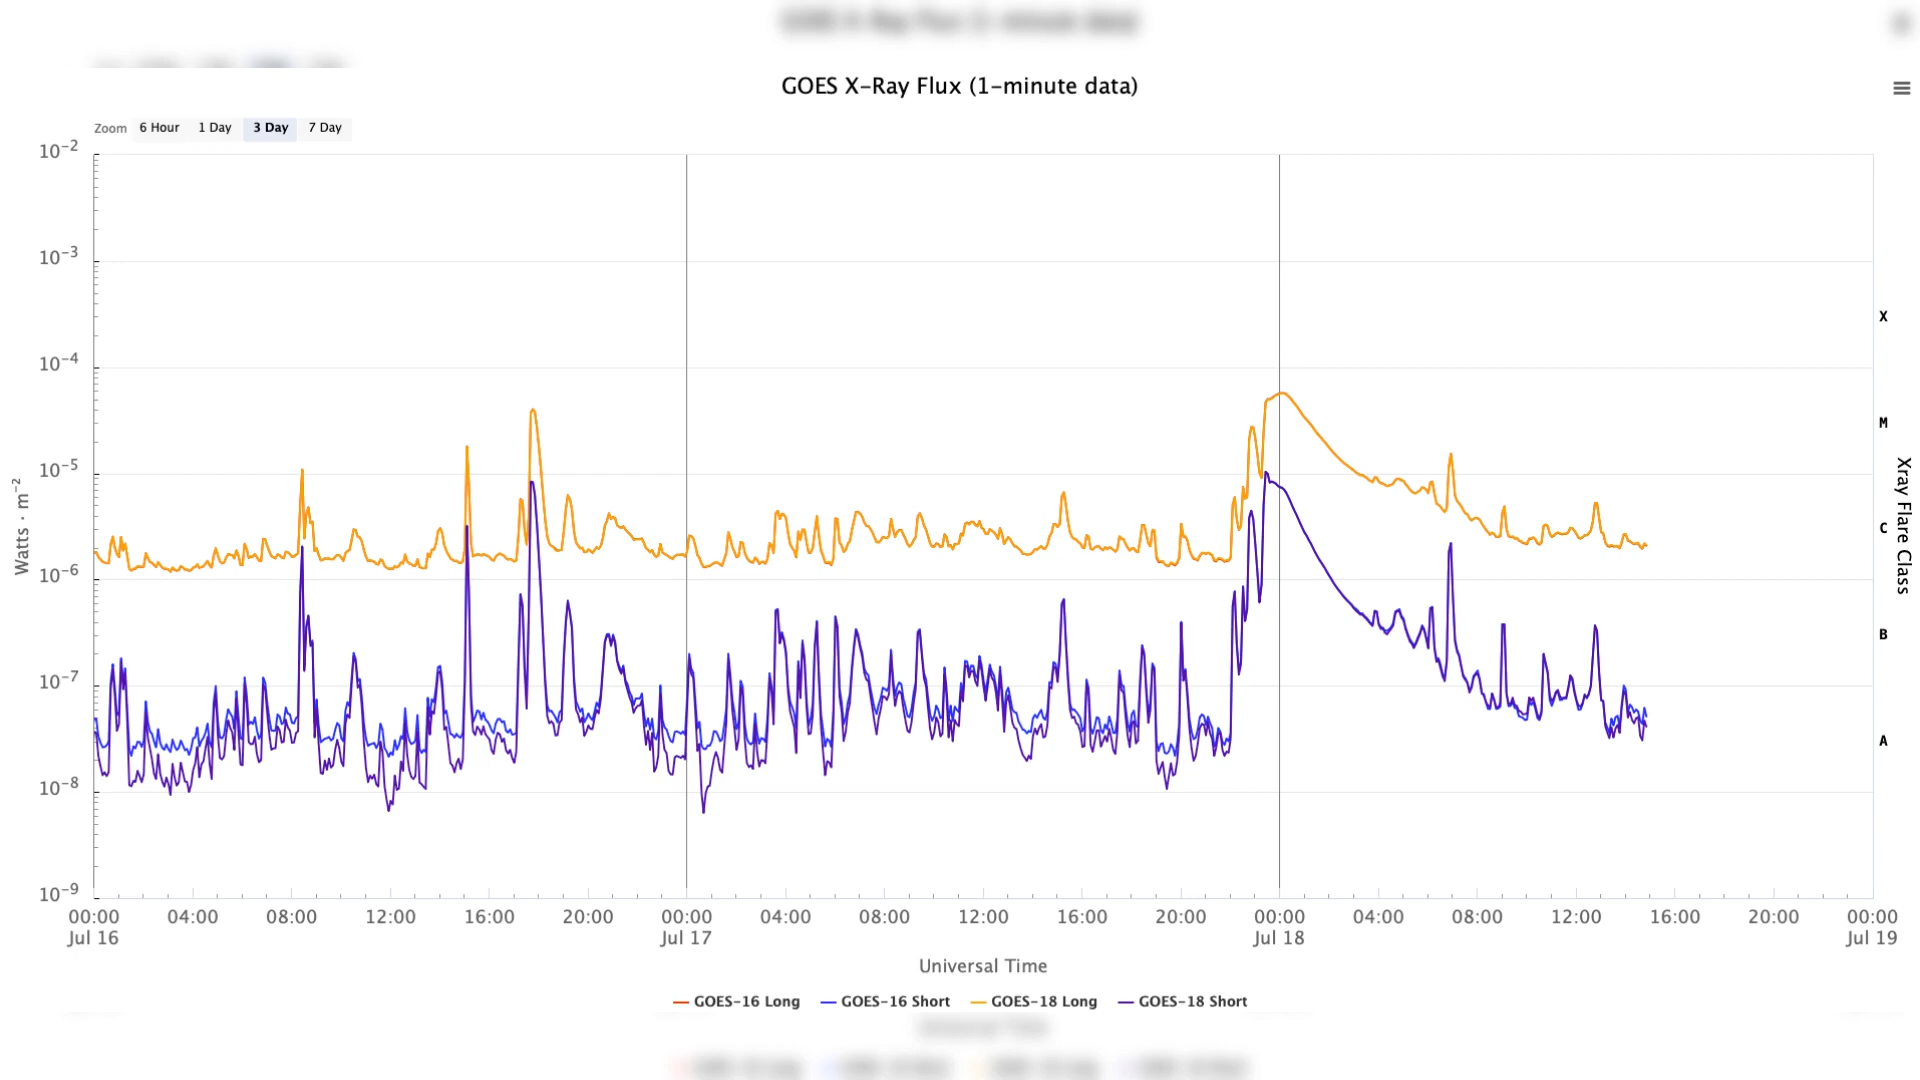 GOES X-Ray Flux (1-minute data)
Zoom 6 Hour 1 Day 3 Day 7 Day
10⁻²
10⁻³
10⁻⁴
10⁻⁵
10⁻⁶
10⁻⁷
10⁻⁸
10⁻⁹
Watts · m⁻²
X
M
C
B
A
Xray Flare Class
00:00 04:00 08:00 12:00 16:00 20:00 00:00 04:00 08:00 12:00 16:00 20:00 00:00 04:00 08:00 12:00 16:00 20:00 00:00
Jul 16 Jul 17 Jul 18 Jul 19
Universal Time
GOES-16 Long GOES-16 Short GOES-18 Long GOES-18 Short